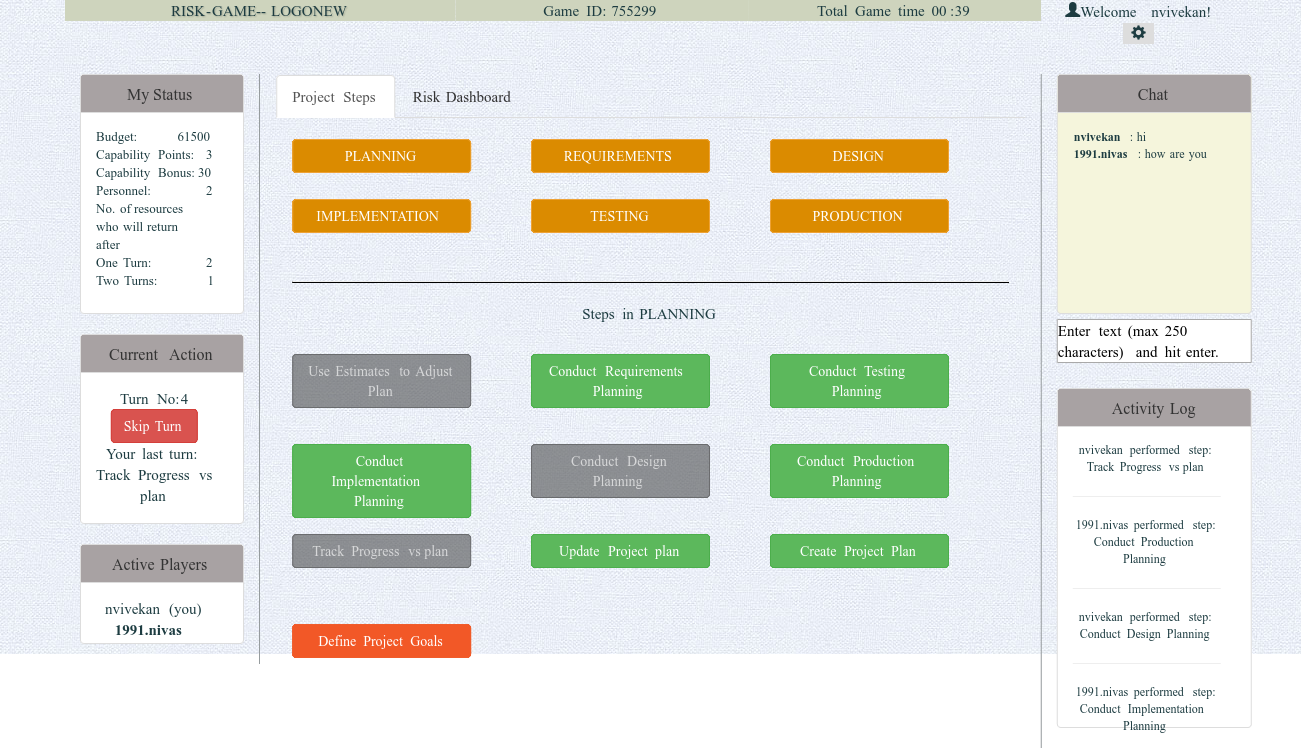 RISK-GAME-- LOGONEW
Game ID: 755299
Total Game time 00 :39
Welcome nvivekan!
My Status
Budget: 61500
Capability Points: 3
Capability Bonus: 30
Personnel: 2
No. of resources
who will return
after
One Turn: 2
Two Turns: 1
Current Action
Turn No:4
Skip Turn
Your last turn:
Track Progress vs
plan
Active Players
nvivekan (you)
1991.nivas
Project Steps
Risk Dashboard
PLANNING
REQUIREMENTS
DESIGN
IMPLEMENTATION
TESTING
PRODUCTION
Steps in PLANNING
Use Estimates to Adjust
Plan
Conduct Requirements
Planning
Conduct Testing
Planning
Conduct
Implementation
Planning
Conduct Design
Planning
Conduct Production
Planning
Track Progress vs plan
Update Project plan
Create Project Plan
Define Project Goals
Chat
nvivekan : hi
1991.nivas : how are you
Enter text (max 250
characters) and hit enter.
Activity Log
nvivekan performed step:
Track Progress vs plan
1991.nivas performed step:
Conduct Production
Planning
nvivekan performed step:
Conduct Design Planning
1991.nivas performed step:
Conduct Implementation
Planning